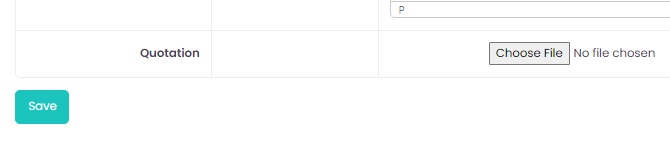 P
Quotation
Choose File No file chosen
Save